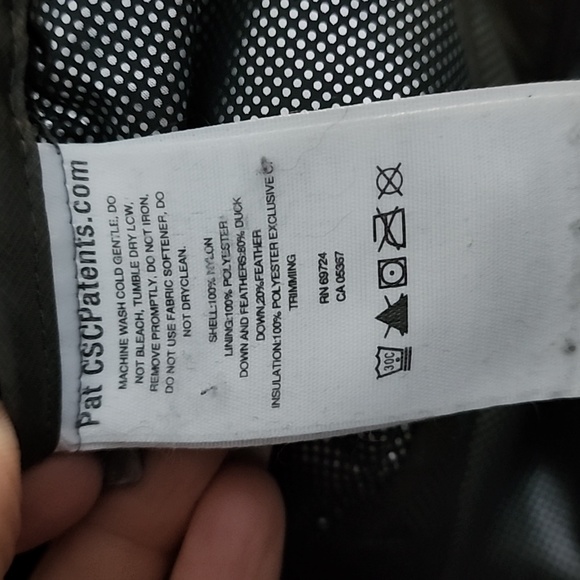 Pat CSCPatents.com
MACHINE WASH COLD GENTLE, DO
NOT BLEACH, TUMBLE DRY LOW,
REMOVE PROMPTLY, DO NOT IRON,
DO NOT USE FABRIC SOFTENER, DO
NOT DRYCLEAN.
SHELL:100% NYLON
LINING:100% POLYESTER
DOWN AND FEATHERS:80% DUCK
DOWN,20%FEATHER
INSULATION:100% POLYESTER EXCLUSIVE OF
TRIMMING
RN 69724
CA 05367
30C